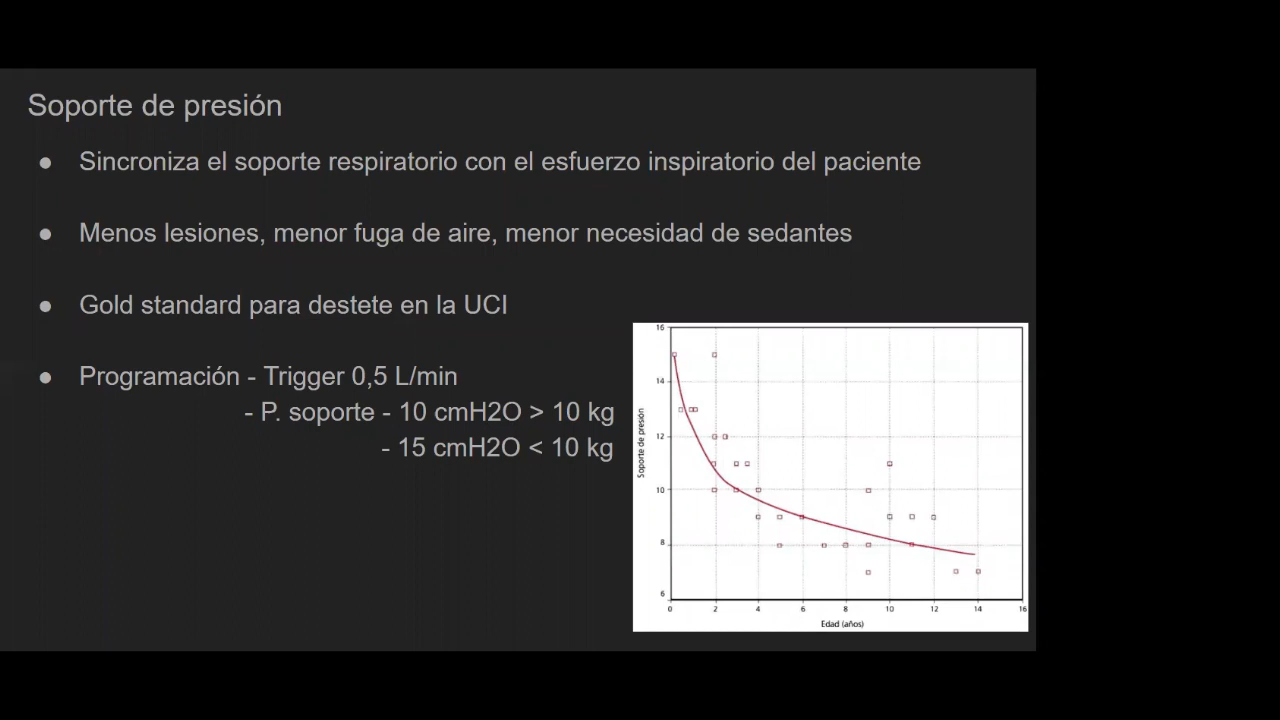 Soporte de presión
● Sincroniza el soporte respiratorio con el esfuerzo inspiratorio del paciente
● Menos lesiones, menor fuga de aire, menor necesidad de sedantes
● Gold standard para destete en la UCI
● Programación - Trigger 0,5 L/min
- P. soporte - 10 cmH2O > 10 kg
- 15 cmH2O < 10 kg
Soporte de presión
16
14
12
10
8
6
0 2 4 6 8 10 12 14 16
Edad (años)